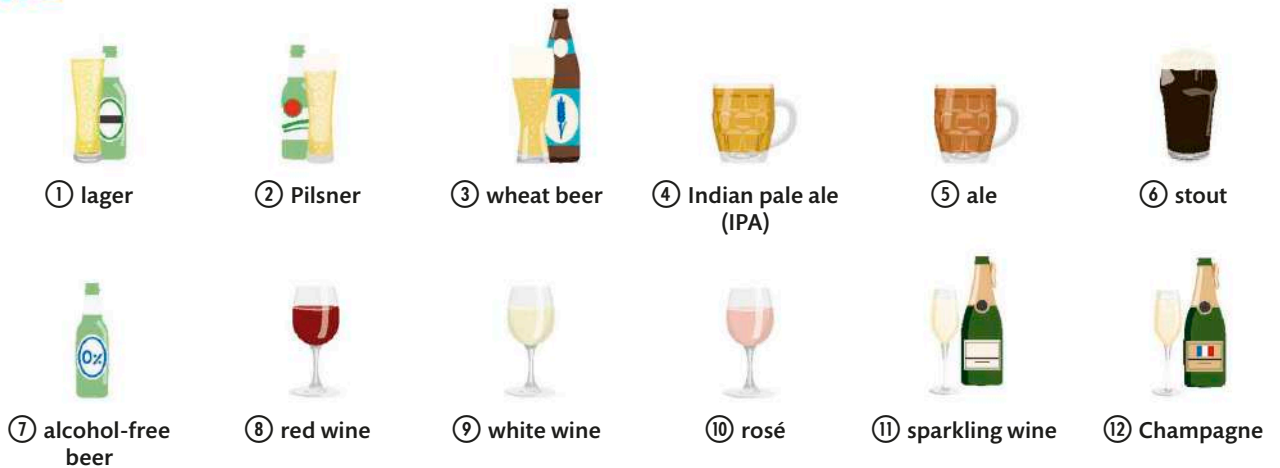 ① lager
② Pilsner
③ wheat beer
④ Indian pale ale
(IPA)
⑤ ale
⑥ stout
0%
⑦ alcohol-free
beer
⑧ red wine
⑨ white wine
⑩ rosé
⑪ sparkling wine
⑫ Champagne